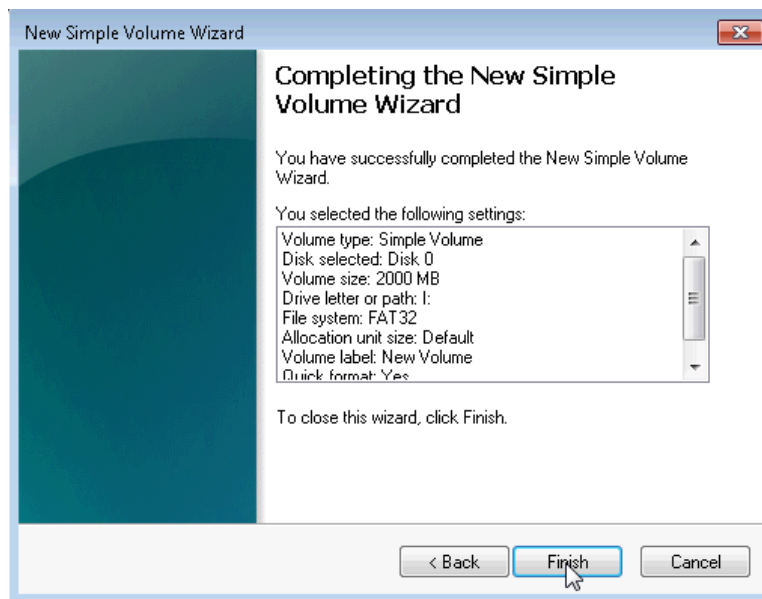 New Simple Volume Wizard
Completing the New Simple
Volume Wizard
You have successfully completed the New Simple Volume
Wizard.
You selected the following settings:
Volume type: Simple Volume
Disk selected: Disk 0
Volume size: 2000 MB
Drive letter or path: I:
File system: FAT32
Allocation unit size: Default
Volume label: New Volume
Quick format: Yes
To close this wizard, click Finish.
< Back
Finish
Cancel